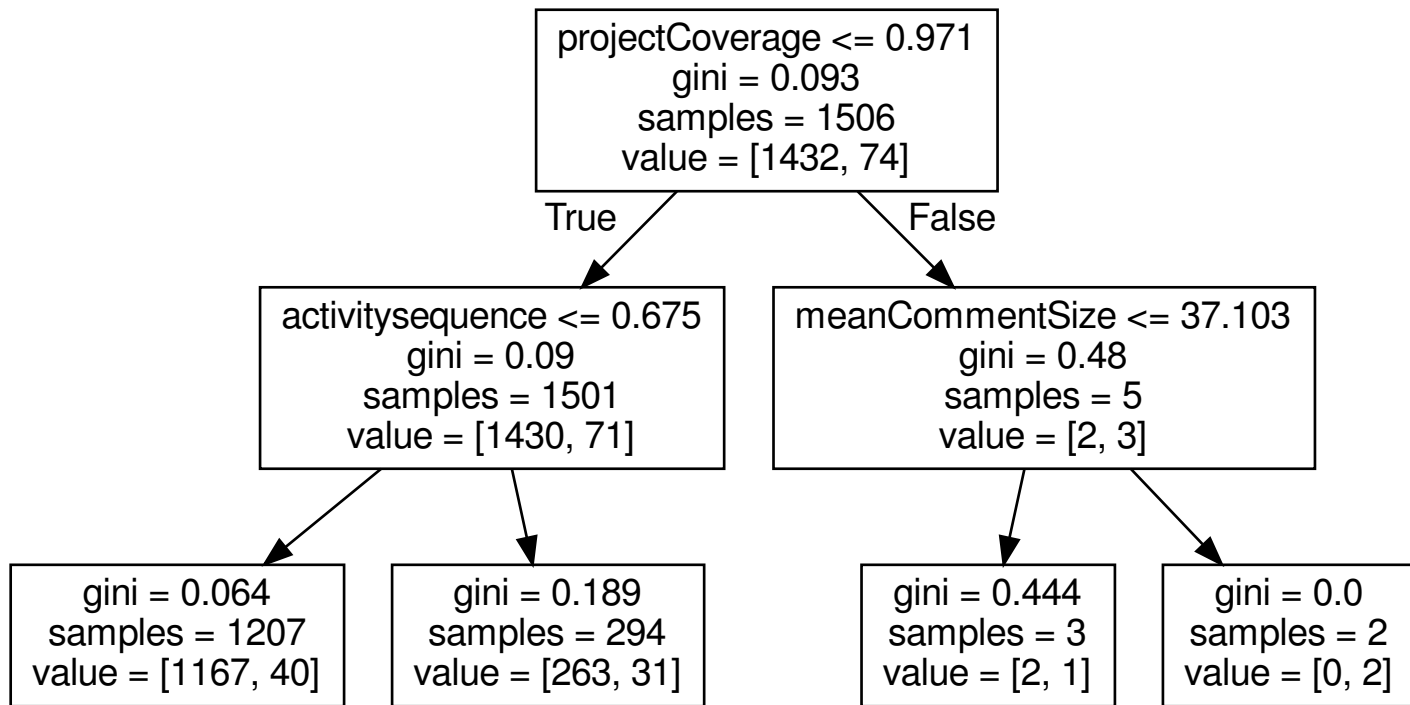 projectCoverage <= 0.971
gini = 0.093
samples = 1506
value = [1432, 74]
True
False
activitysequence <= 0.675
gini = 0.09
samples = 1501
value = [1430, 71]
meanCommentSize <= 37.103
gini = 0.48
samples = 5
value = [2, 3]
gini = 0.064
samples = 1207
value = [1167, 40]
gini = 0.189
samples = 294
value = [263, 31]
gini = 0.444
samples = 3
value = [2, 1]
gini = 0.0
samples = 2
value = [0, 2]